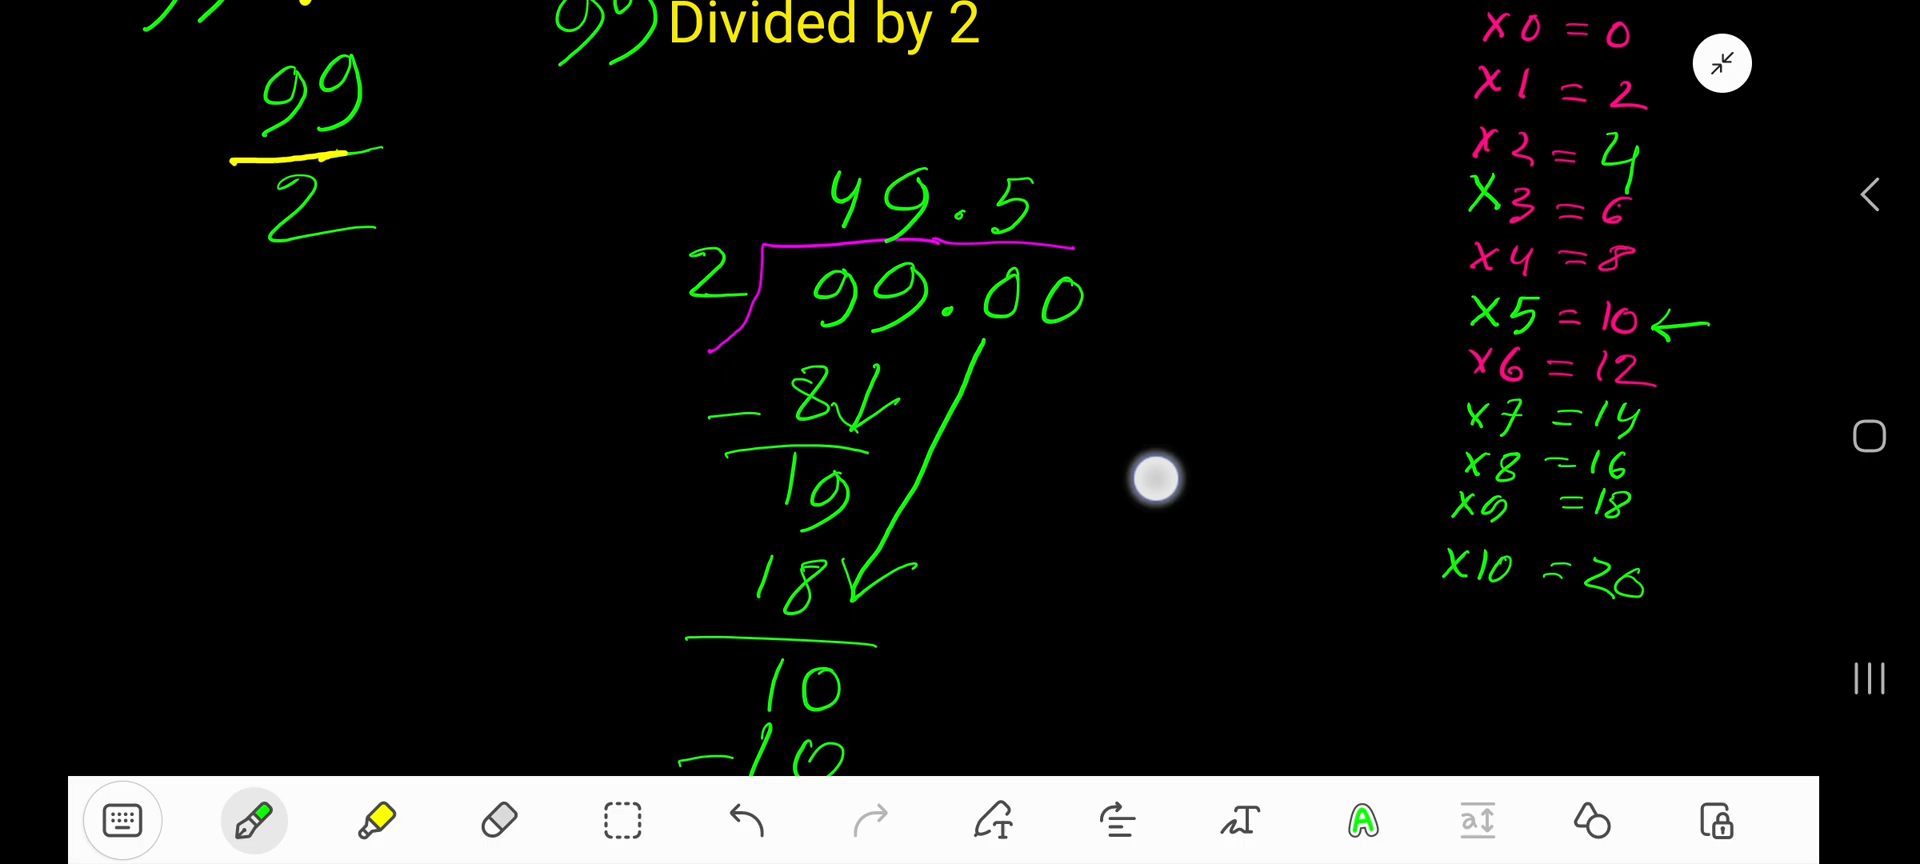 99 Divided by 2
99
2
49.5
2 99.00
- 8
19
18
10
- 10
x0 = 0
x1 = 2
x2 = 4
x3 = 6
x4 = 8
x5 = 10 ←
x6 = 12
x7 = 14
x8 = 16
x9 = 18
x10 = 20